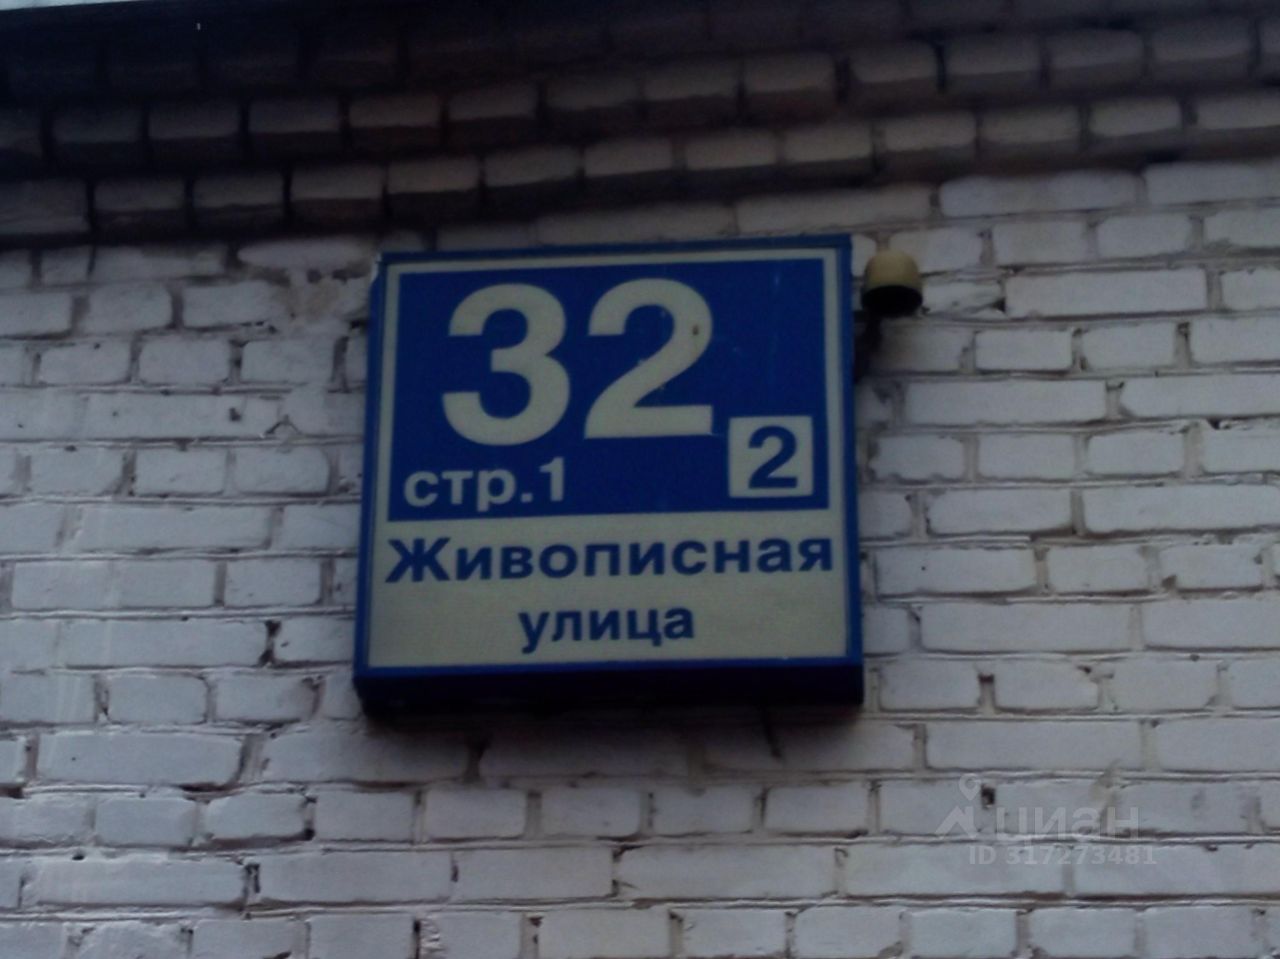 32
стр.1 2
Живописная
улица
циан
ID 317273481